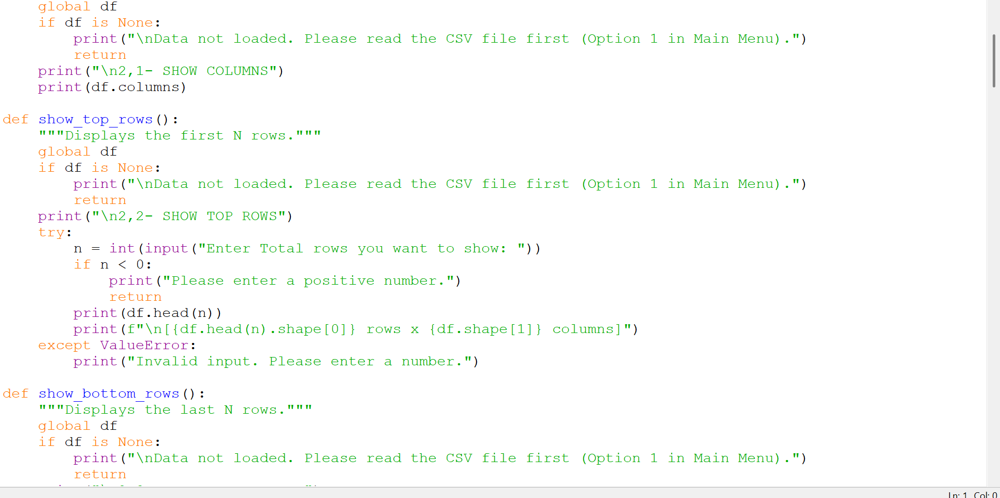 global df
    if df is None:
        print("\nData not loaded. Please read the CSV file first (Option 1 in Main Menu).")
        return
    print("\n2,1- SHOW COLUMNS")
    print(df.columns)

def show_top_rows():
    """Displays the first N rows."""
    global df
    if df is None:
        print("\nData not loaded. Please read the CSV file first (Option 1 in Main Menu).")
        return
    print("\n2,2- SHOW TOP ROWS")
    try:
        n = int(input("Enter Total rows you want to show: "))
        if n < 0:
            print("Please enter a positive number.")
            return
        print(df.head(n))
        print(f"\n[{df.head(n).shape[0]} rows x {df.shape[1]} columns]")
    except ValueError:
        print("Invalid input. Please enter a number.")

def show_bottom_rows():
    """Displays the last N rows."""
    global df
    if df is None:
        print("\nData not loaded. Please read the CSV file first (Option 1 in Main Menu).")
        return
Ln: 1 Col: 0